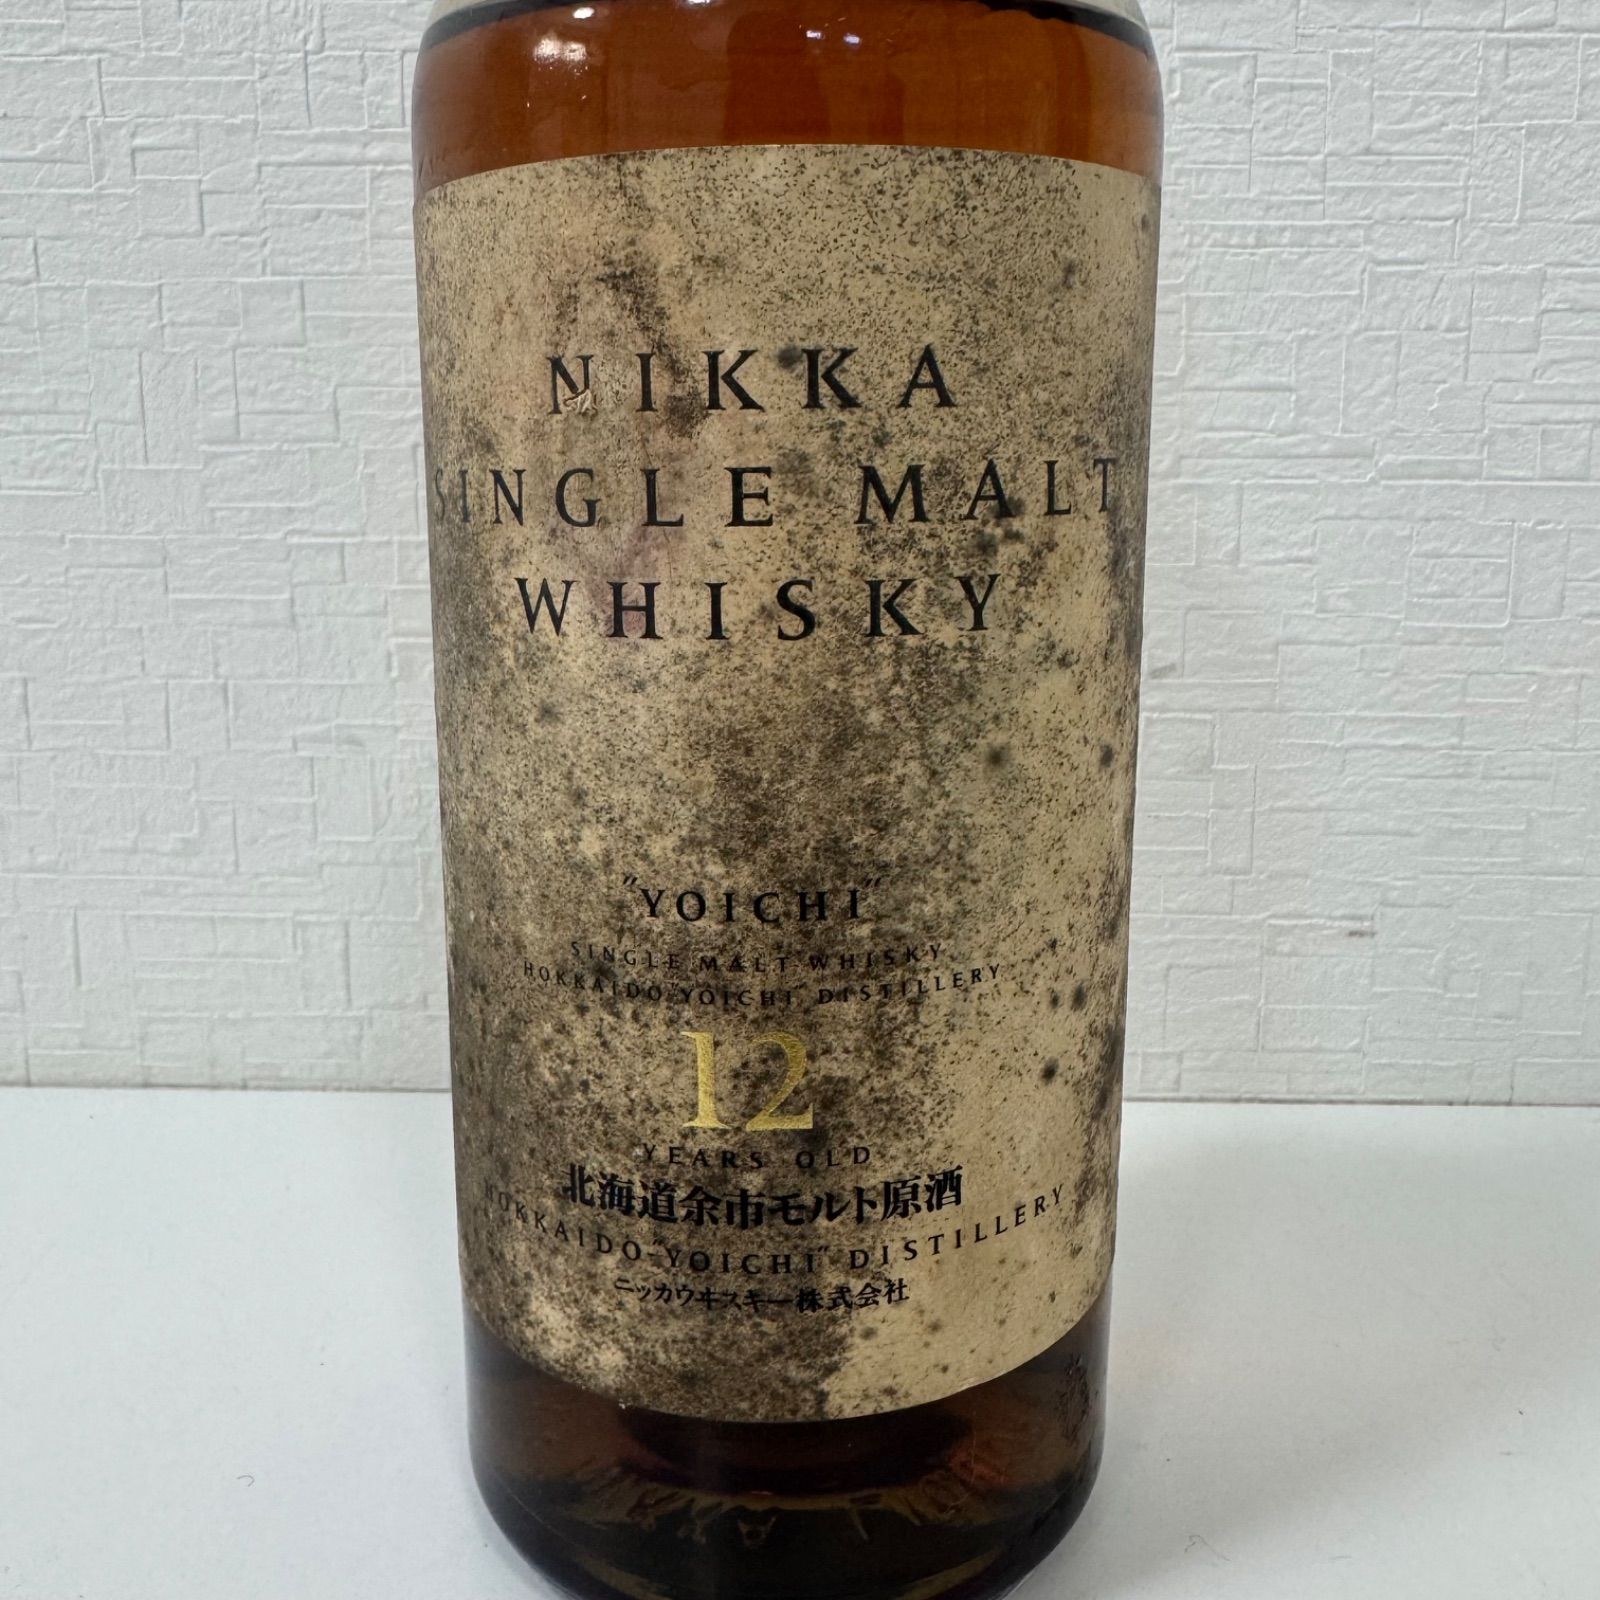 NIKKA
SINGLE MALT
WHISKY
"YOICHI"
SINGLE MALT WHISKY
HOKKAIDO "YOICHI" DISTILLERY
12
YEARS OLD
北海道余市モルト原酒
HOKKAIDO "YOICHI" DISTILLERY
ニッカウヰスキー株式会社